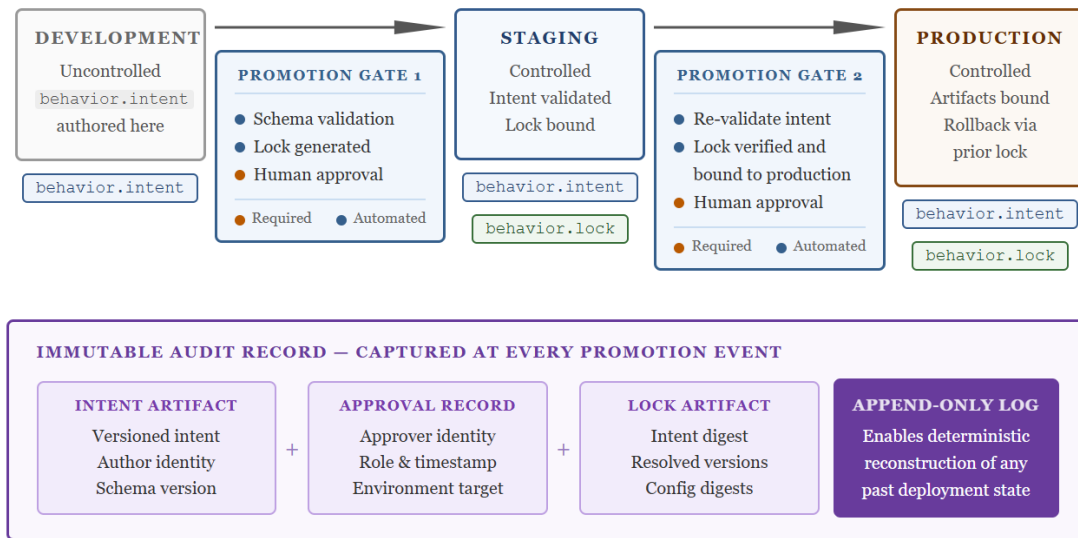 DEVELOPMENT
Uncontrolled
behavior.intent
authored here
behavior.intent
PROMOTION GATE 1
Schema validation
Lock generated
Human approval
Required
Automated
STAGING
Controlled
Intent validated
Lock bound
behavior.intent
behavior.lock
PROMOTION GATE 2
Re-validate intent
Lock verified and
bound to production
Human approval
Required
Automated
PRODUCTION
Controlled
Artifacts bound
Rollback via
prior lock
behavior.intent
behavior.lock
IMMUTABLE AUDIT RECORD — CAPTURED AT EVERY PROMOTION EVENT
INTENT ARTIFACT
Versioned intent
Author identity
Schema version
+
APPROVAL RECORD
Approver identity
Role & timestamp
Environment target
+
LOCK ARTIFACT
Intent digest
Resolved versions
Config digests
APPEND-ONLY LOG
Enables deterministic
reconstruction of any
past deployment state